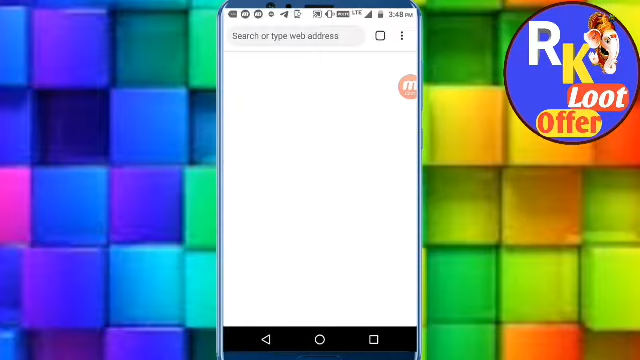 LTE
3:48 PM
Search or type web address
RK
Loot
Offer